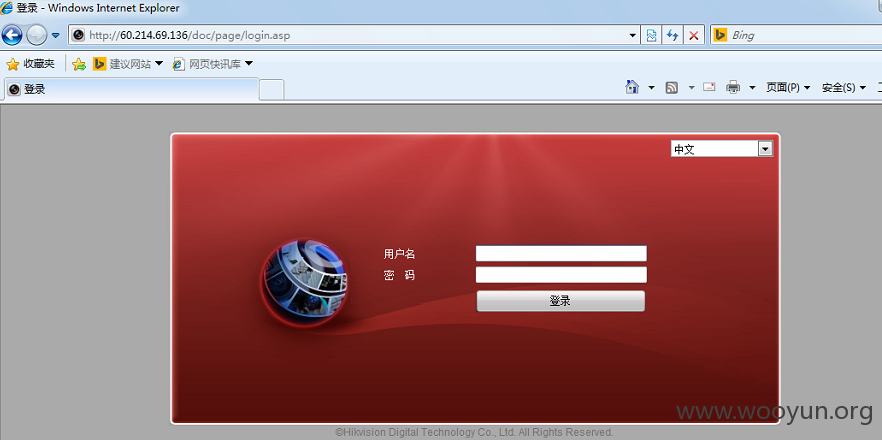 登录 - Windows Internet Explorer
http://60.214.69.136/doc/page/login.asp
Bing
收藏夹 建议网站 网页快讯库
登录
页面(P) 安全(S)
中文
用户名
密 码
登录
www.wooyun.org
©Hikvision Digital Technology Co., Ltd. All Rights Reserved.